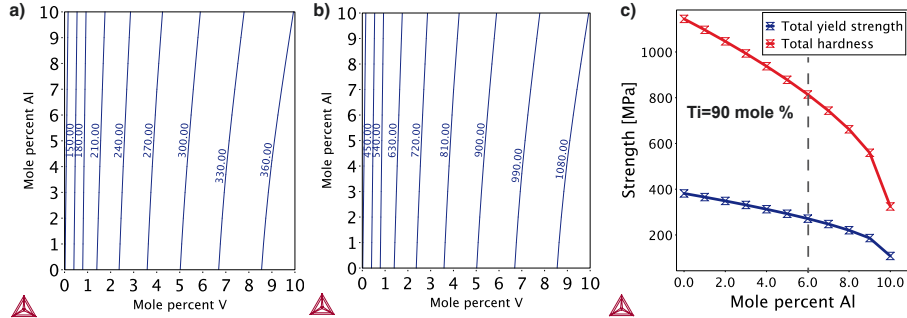 a)
Mole percent Al
10
9
8
7
6
5
4
3
2
1
0
150.00
180.00
210.00
240.00
270.00
300.00
330.00
360.00
0 1 2 3 4 5 6 7 8 9 10
Mole percent V
b)
Mole percent Al
10
9
8
7
6
5
4
3
2
1
0
450.00
540.00
630.00
720.00
810.00
900.00
990.00
1080.00
0 1 2 3 4 5 6 7 8 9 10
Mole percent V
c)
Total yield strength
Total hardness
Strength [MPa]
1000
800
600
400
200
Ti=90 mole %
0.0 2.0 4.0 6.0 8.0 10.0
Mole percent Al